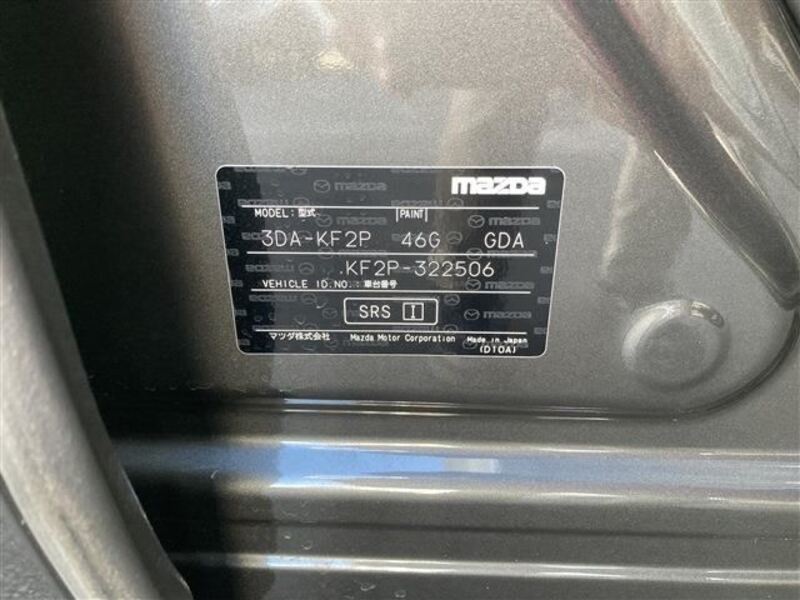 mazda
MODEL:型式 PAINT
3DA-KF2P 46G GDA
KF2P-322506
VEHICLE ID.NO.:車台番号
SRS I
マツダ株式会社 Mazda Motor Corporation Made in Japan
(D10A)